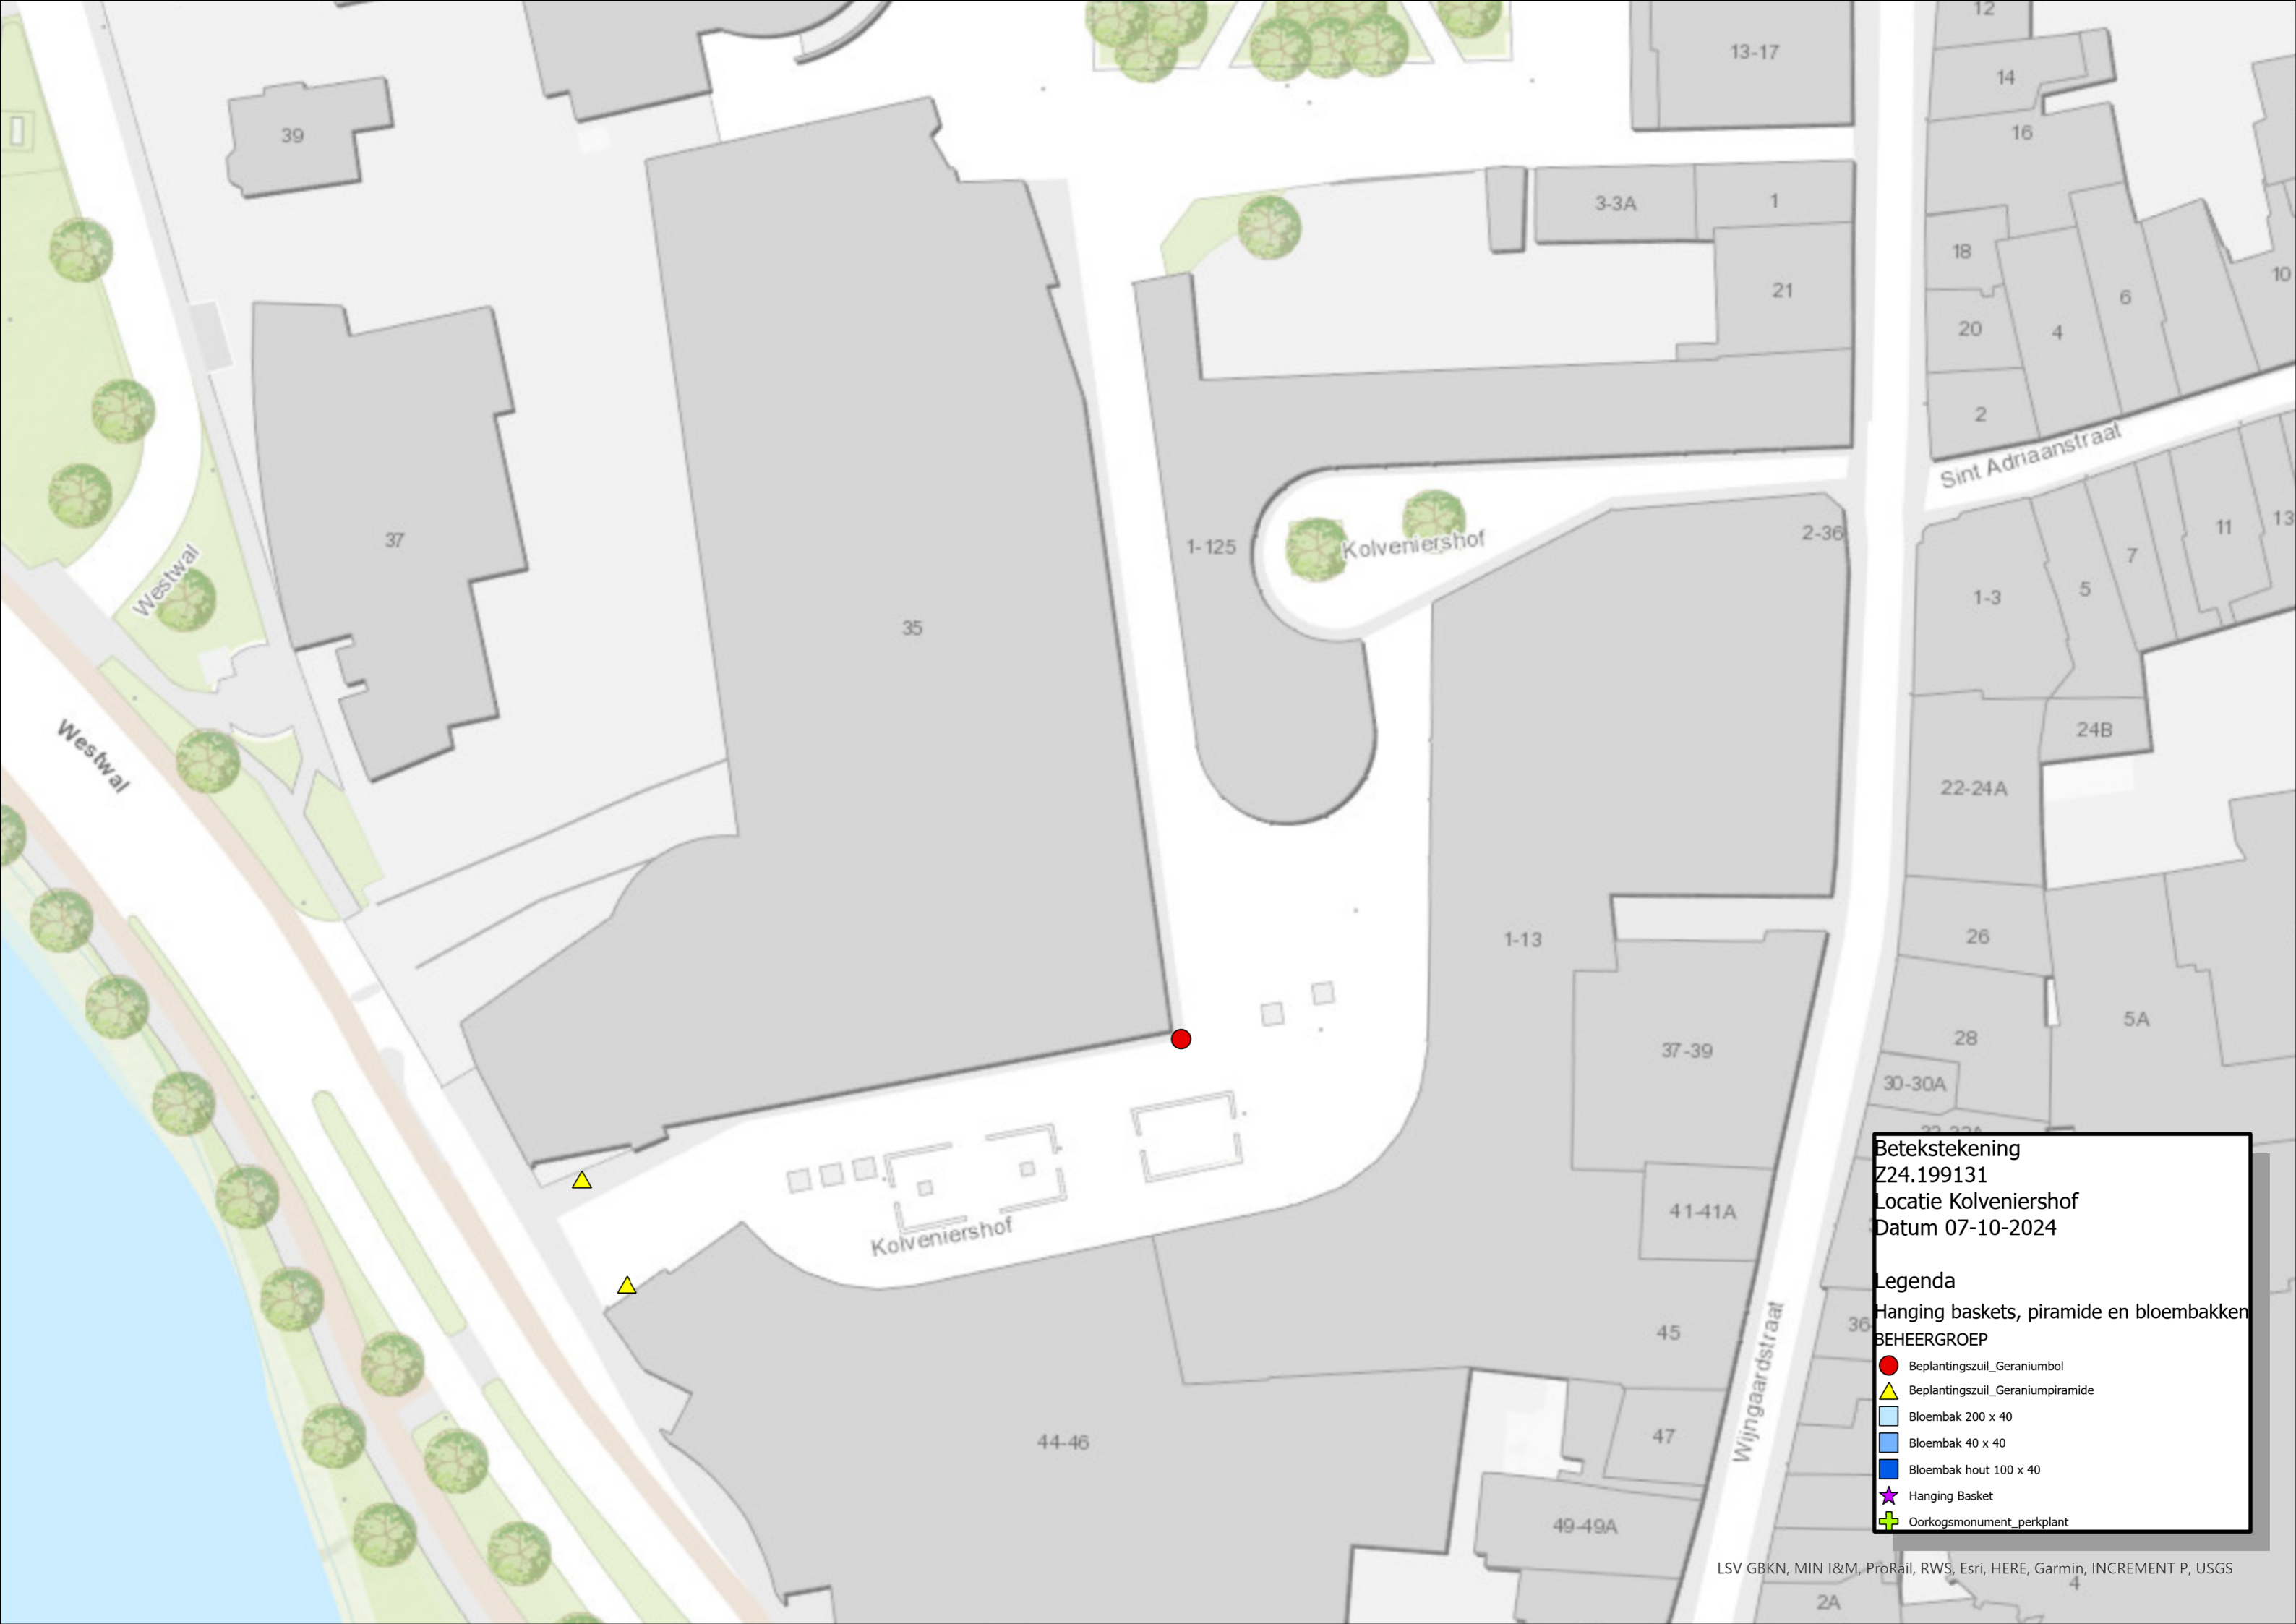 12
13-17
14
39
16
3-3A
1
18
21
10
6
20
4
2
Sint Adriaanstraat
2-36
13
11
37
1-125
Kolveniershof
7
Westwal
5
1-3
35
24B
Westwal
22-24A
26
1-13
5A
28
37-39
30-30A
41-41A
Kolveniershof
45
36
Wijngaardstraat
47
44-46
49-49A
4
2A
Betekstekening
Z24.199131
Locatie Kolveniershof
Datum 07-10-2024
Legenda
Hanging baskets, piramide en bloembakken
BEHEERGROEP
Beplantingszuil_Geraniumbol
Beplantingszuil_Geraniumpiramide
Bloembak 200 x 40
Bloembak 40 x 40
Bloembak hout 100 x 40
Hanging Basket
Oorkogsmonument_perkplant
LSV GBKN, MIN I&M, ProRail, RWS, Esri, HERE, Garmin, INCREMENT P, USGS